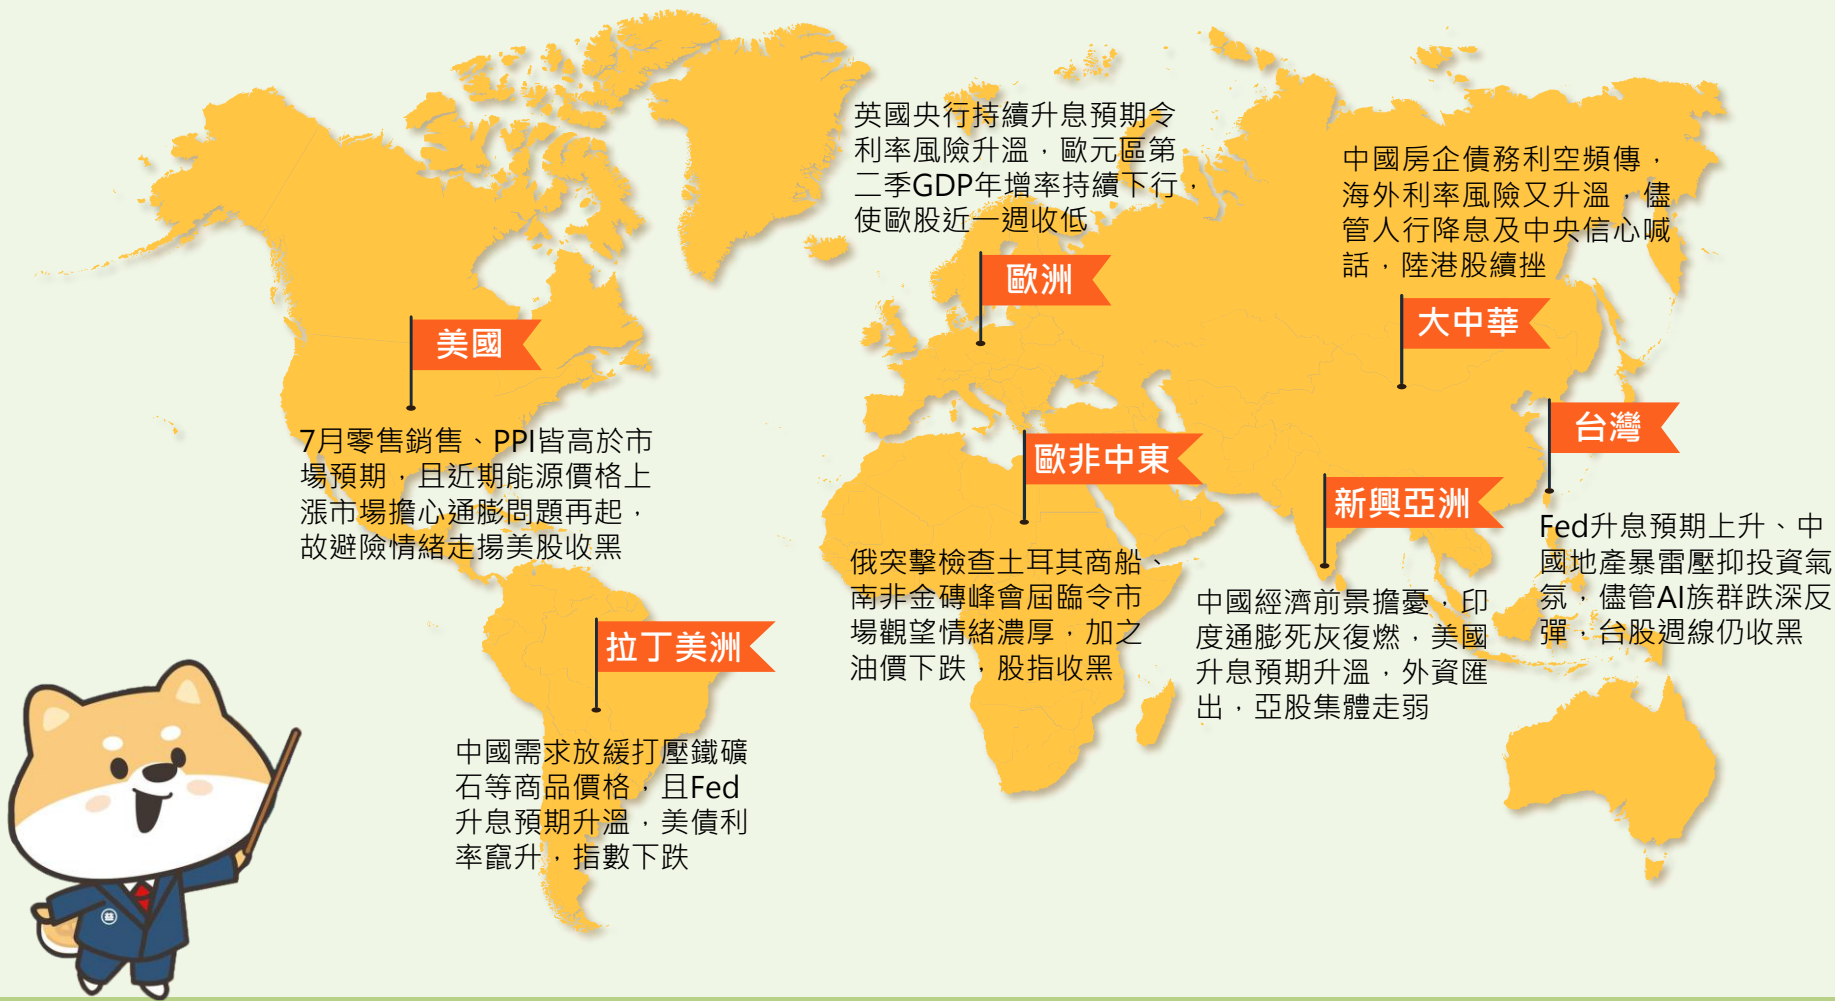 英國央行持續升息預期令
利率風險升溫，歐元區第
二季GDP年增率持續下行，
使歐股近一週收低
歐洲
中國房企債務利空頻傳，
海外利率風險又升溫，儘
管人行降息及中央信心喊
話，陸港股續挫
大中華
美國
7月零售銷售、PPI皆高於市
場預期，且近期能源價格上
漲市場擔心通膨問題再起，
故避險情緒走揚美股收黑
歐非中東
俄突擊檢查土耳其商船、
南非金磚峰會屆臨令市
場觀望情緒濃厚，加之
油價下跌，股指收黑
新興亞洲
中國經濟前景擔憂，印
度通膨死灰復燃，美國
升息預期升溫，外資匯
出，亞股集體走弱
台灣
Fed升息預期上升、中
國地產暴雷壓抑投資氣
氛，儘管AI族群跌深反
彈，台股週線仍收黑
拉丁美洲
中國需求放緩打壓鐵礦
石等商品價格，且Fed
升息預期升溫，美債利
率竄升，指數下跌